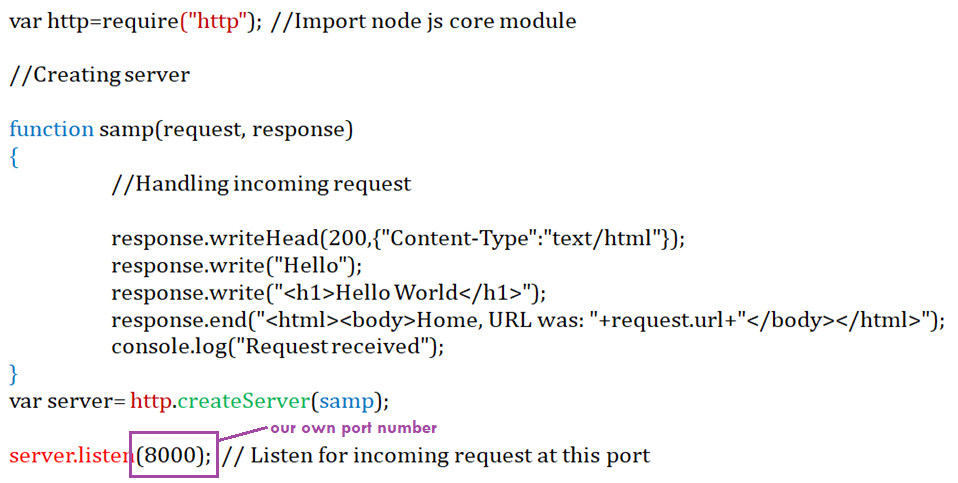 var http=require("http"); //Import node js core module
//Creating server
function samp(request, response)
{
//Handling incoming request
response.writeHead(200,{"Content-Type":"text/html"});
response.write("Hello");
response.write("<h1>Hello World</h1>");
response.end("<html><body>Home, URL was: "+request.url+"</body></html>");
console.log("Request received");
}
var server= http.createServer(samp);
our own port number
server.listen(8000); // Listen for incoming request at this port